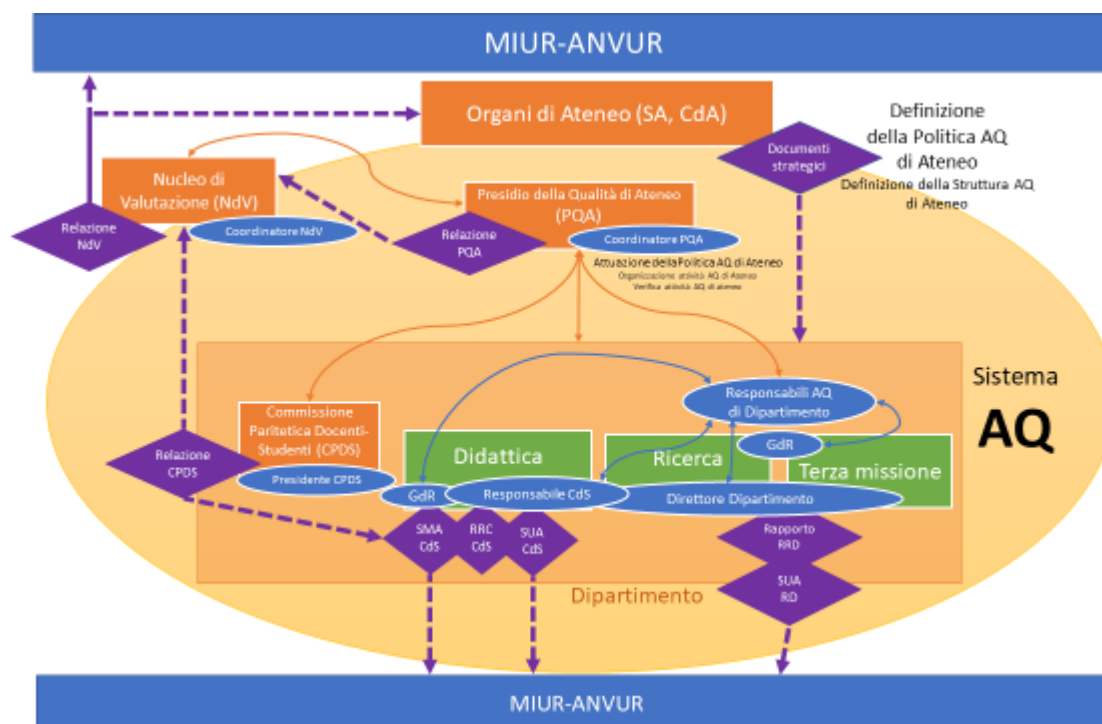 MIUR-ANVUR
Organi di Ateneo (SA, CdA)
Definizione
della Politica AQ
di Ateneo
Definizione della Struttura AQ
di Ateneo
Documenti
strategici
Nucleo di
Valutazione (NdV)
Coordinatore NdV
Relazione
NdV
Presidio della Qualità di Ateneo
(PQA)
Relazione
PQA
Coordinatore PQA
Attuazione della Politica AQ di Ateneo
Organizzazione attività AQ di Ateneo
Verifica attività AQ di ateneo
Sistema
AQ
Responsabili AQ
di Dipartimento
Commissione
Paritetica Docenti-
Studenti (CPDS)
Presidente CPDS
Relazione
CPDS
Didattica
Ricerca
GdR
Terza missione
GdR
Responsabile CdS
Direttore Dipartimento
SMA
CdS
RRC
CdS
SUA
CdS
Rapporto
RRD
SUA
RD
Dipartimento
MIUR-ANVUR